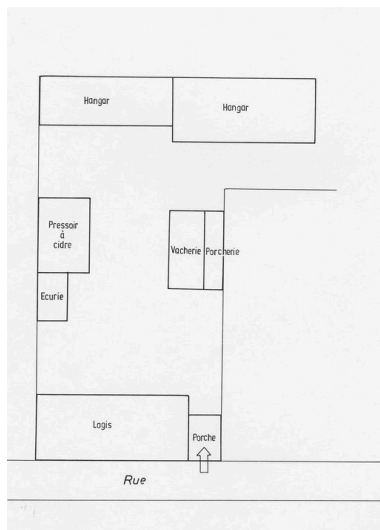 Hangar
Hangar
Pressoir
à
cidre
Vacherie
Porcherie
Ecurie
Logis
Porche
Rue